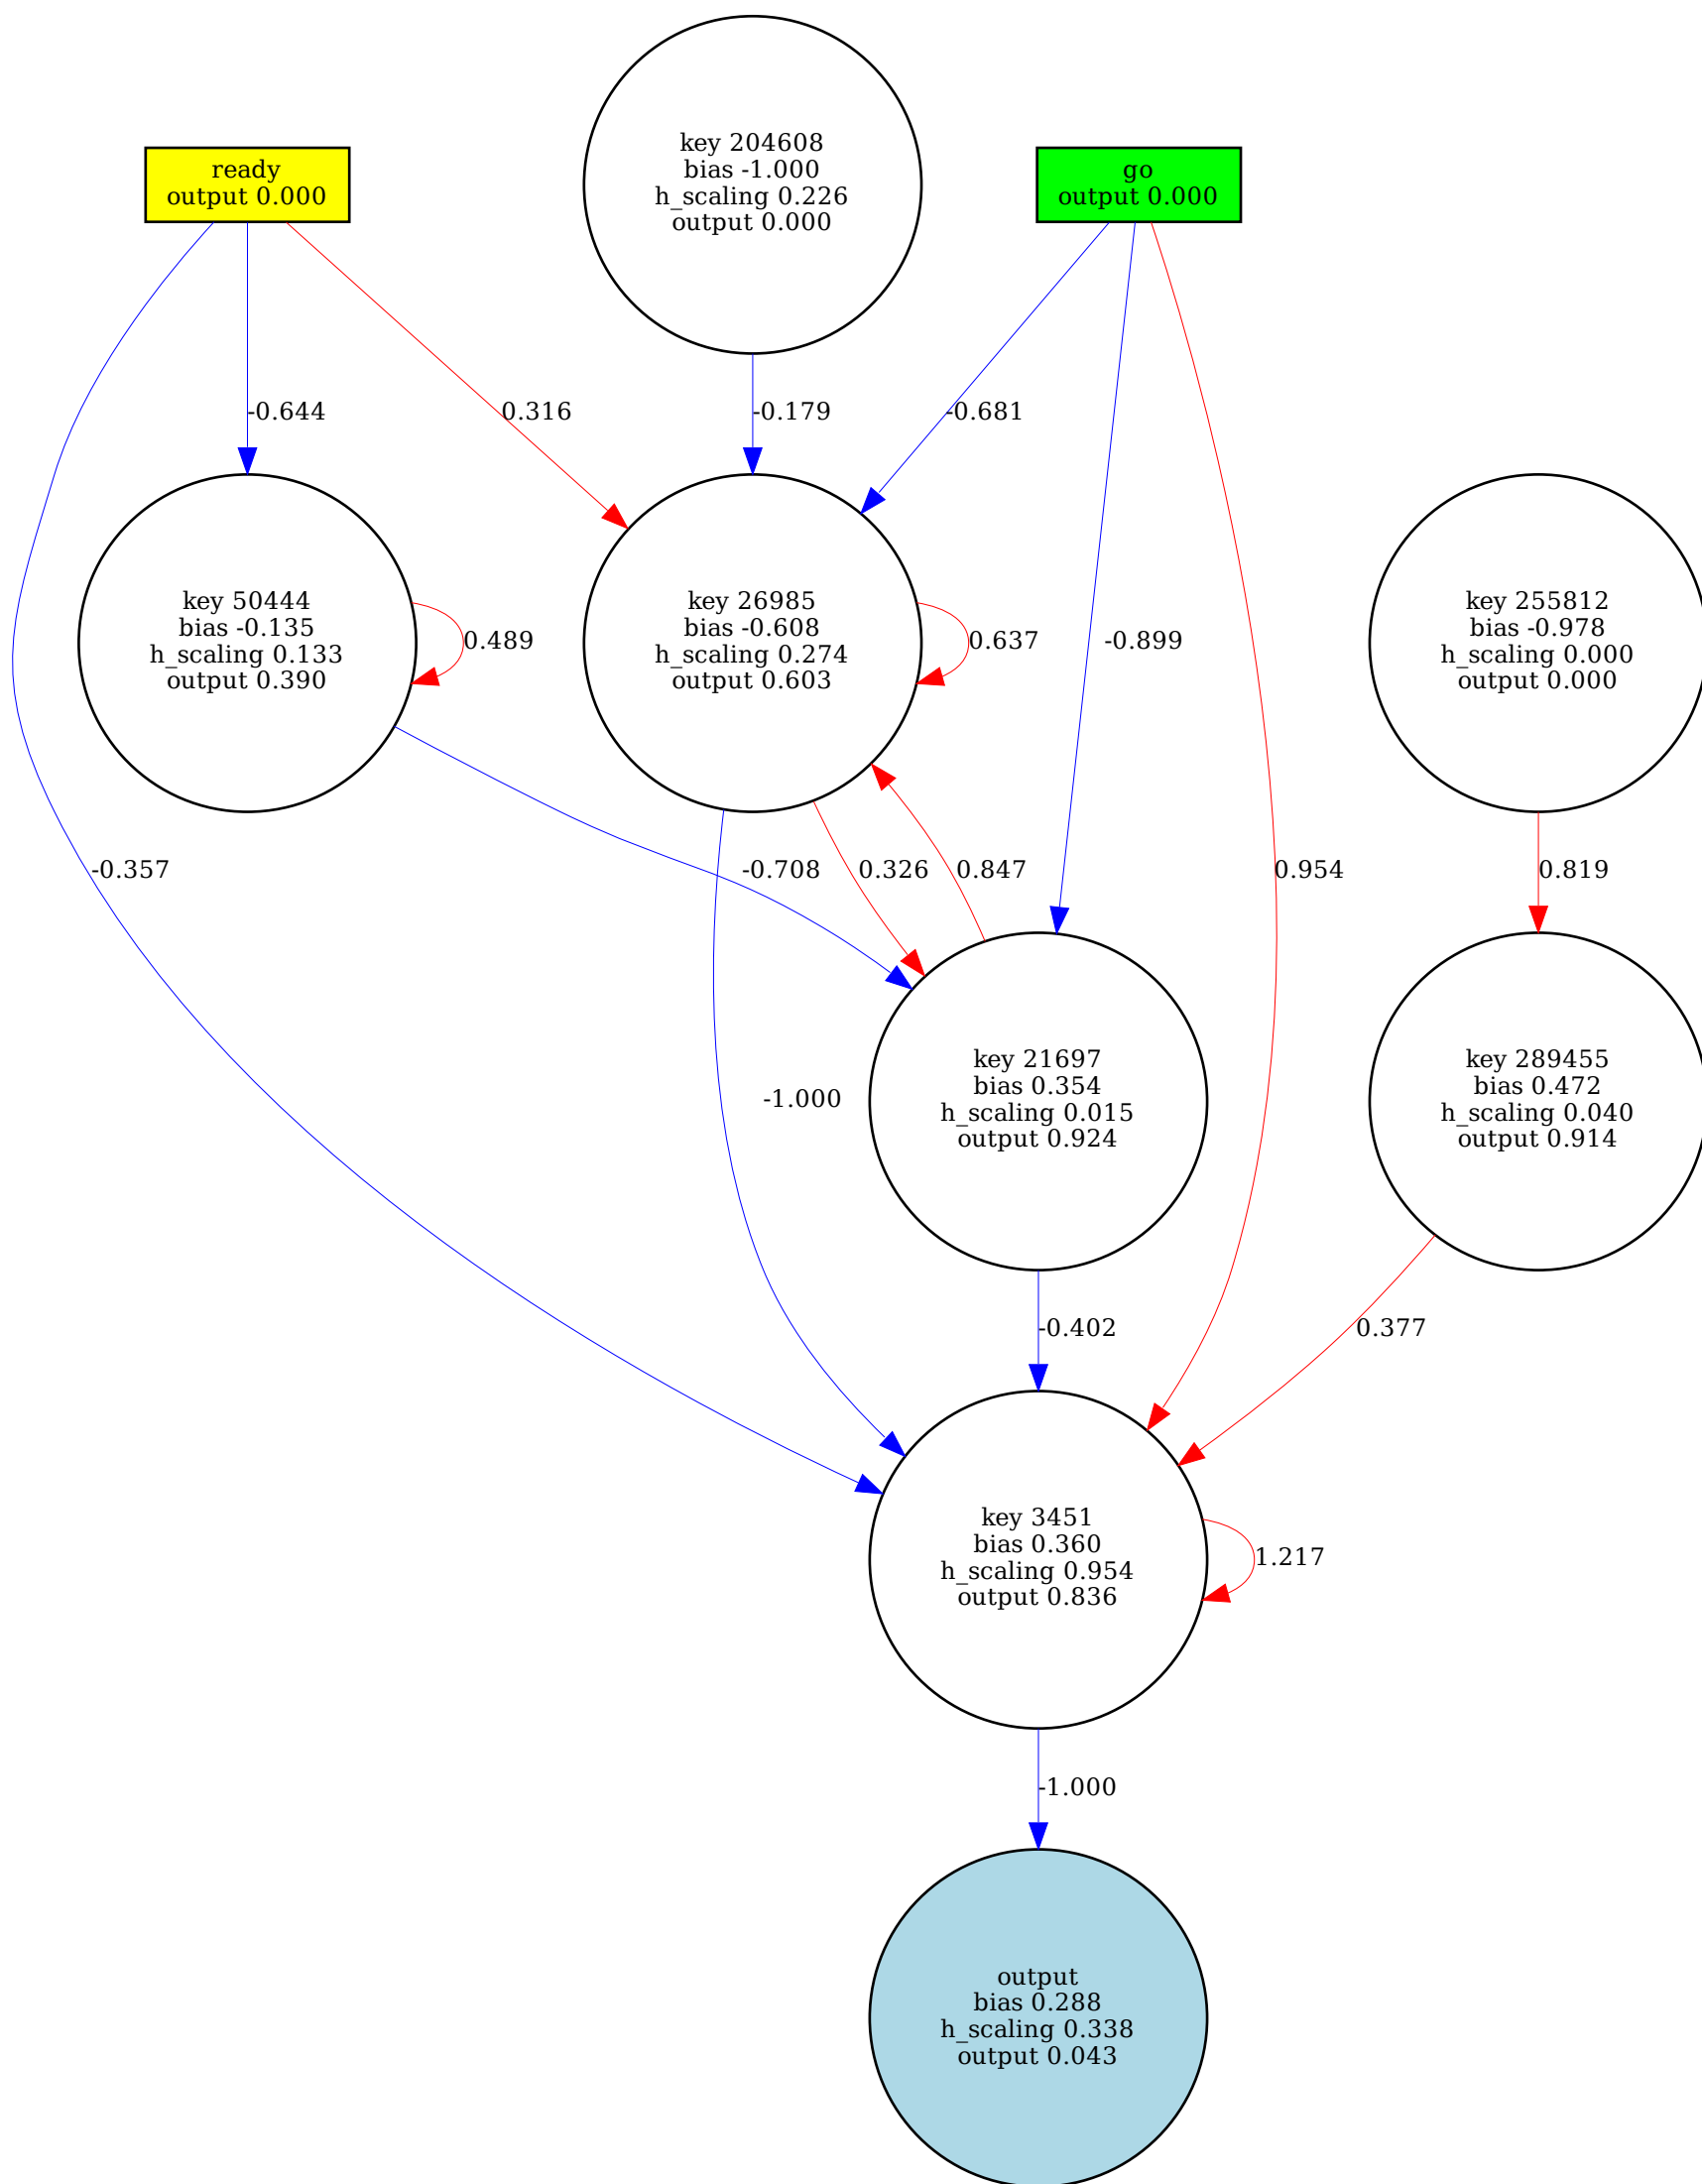 key 204608
bias -1.000
h_scaling 0.226
output 0.000
ready
output 0.000
go
output 0.000
-0.644
0.316
-0.179
-0.681
key 50444
bias -0.135
h_scaling 0.133
output 0.390
0.489
key 26985
bias -0.608
h_scaling 0.274
output 0.603
0.637
-0.899
key 255812
bias -0.978
h_scaling 0.000
output 0.000
-0.357
-0.708
0.326
0.847
0.954
0.819
-1.000
key 21697
bias 0.354
h_scaling 0.015
output 0.924
key 289455
bias 0.472
h_scaling 0.040
output 0.914
-0.402
0.377
key 3451
bias 0.360
h_scaling 0.954
output 0.836
1.217
-1.000
output
bias 0.288
h_scaling 0.338
output 0.043